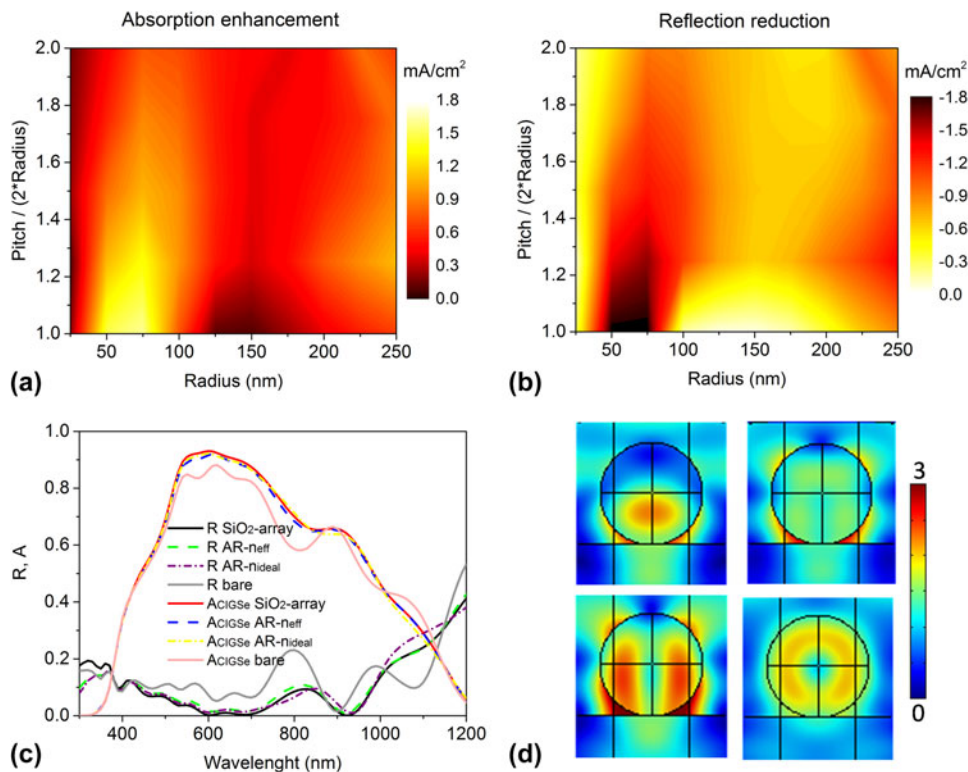 Absorption enhancement
mA/cm²
Pitch / (2*Radius)
2.0
1.8
1.6
1.4
1.2
1.0
50 100 150 200 250
Radius (nm)
1.8
1.5
1.2
0.9
0.6
0.3
0.0
(a)
Reflection reduction
mA/cm²
Pitch / (2*Radius)
2.0
1.8
1.6
1.4
1.2
1.0
50 100 150 200 250
Radius (nm)
-1.8
-1.5
-1.2
-0.9
-0.6
-0.3
0.0
(b)
R, A
1.0
0.8
0.6
0.4
0.2
0.0
R SiO₂-array
R AR-neff
R AR-nideal
R bare
ACIGSe SiO₂-array
ACIGSe AR-neff
ACIGSe AR-nideal
ACIGSe bare
400 600 800 1000 1200
Wavelenght (nm)
(c)
3
0
(d)